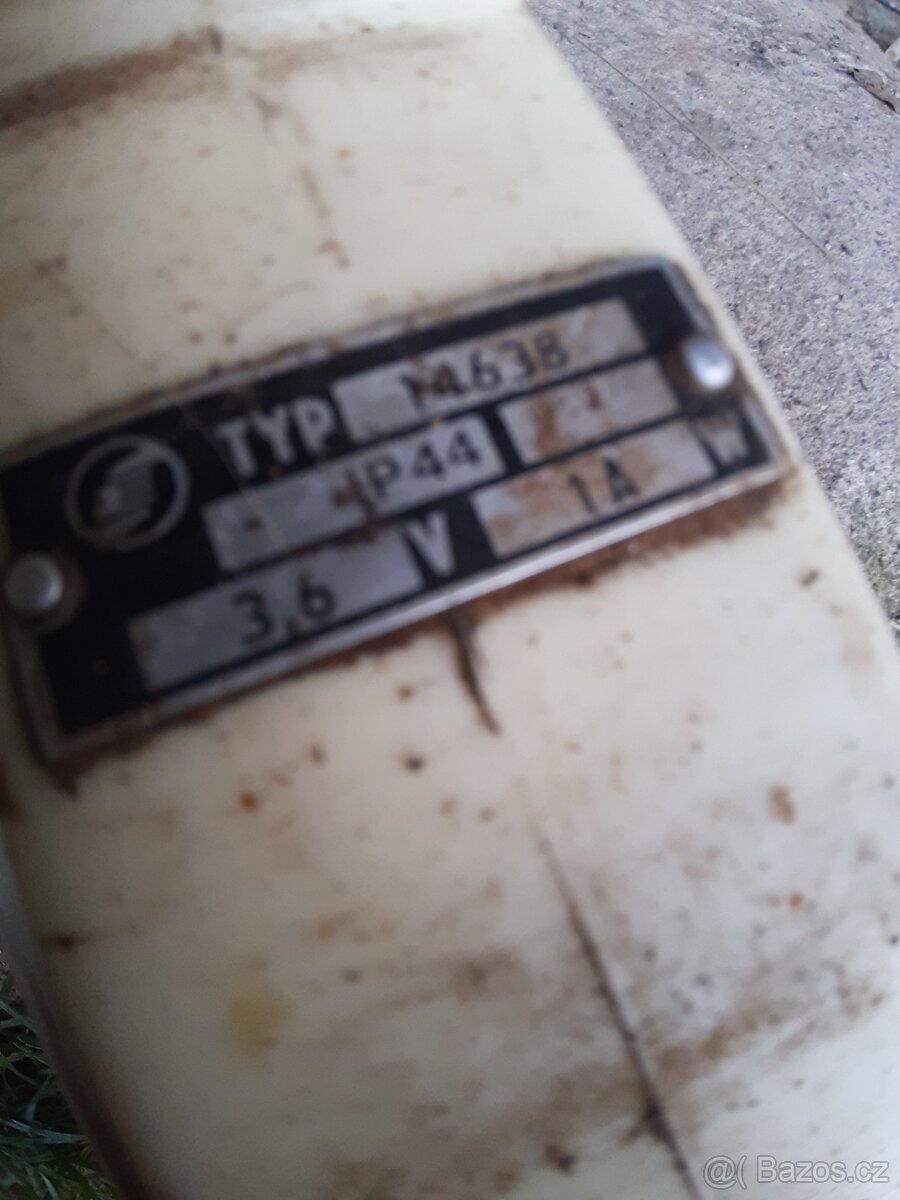 TYP 14638
IP44
3,6 V 1A W
@( Bazos.cz